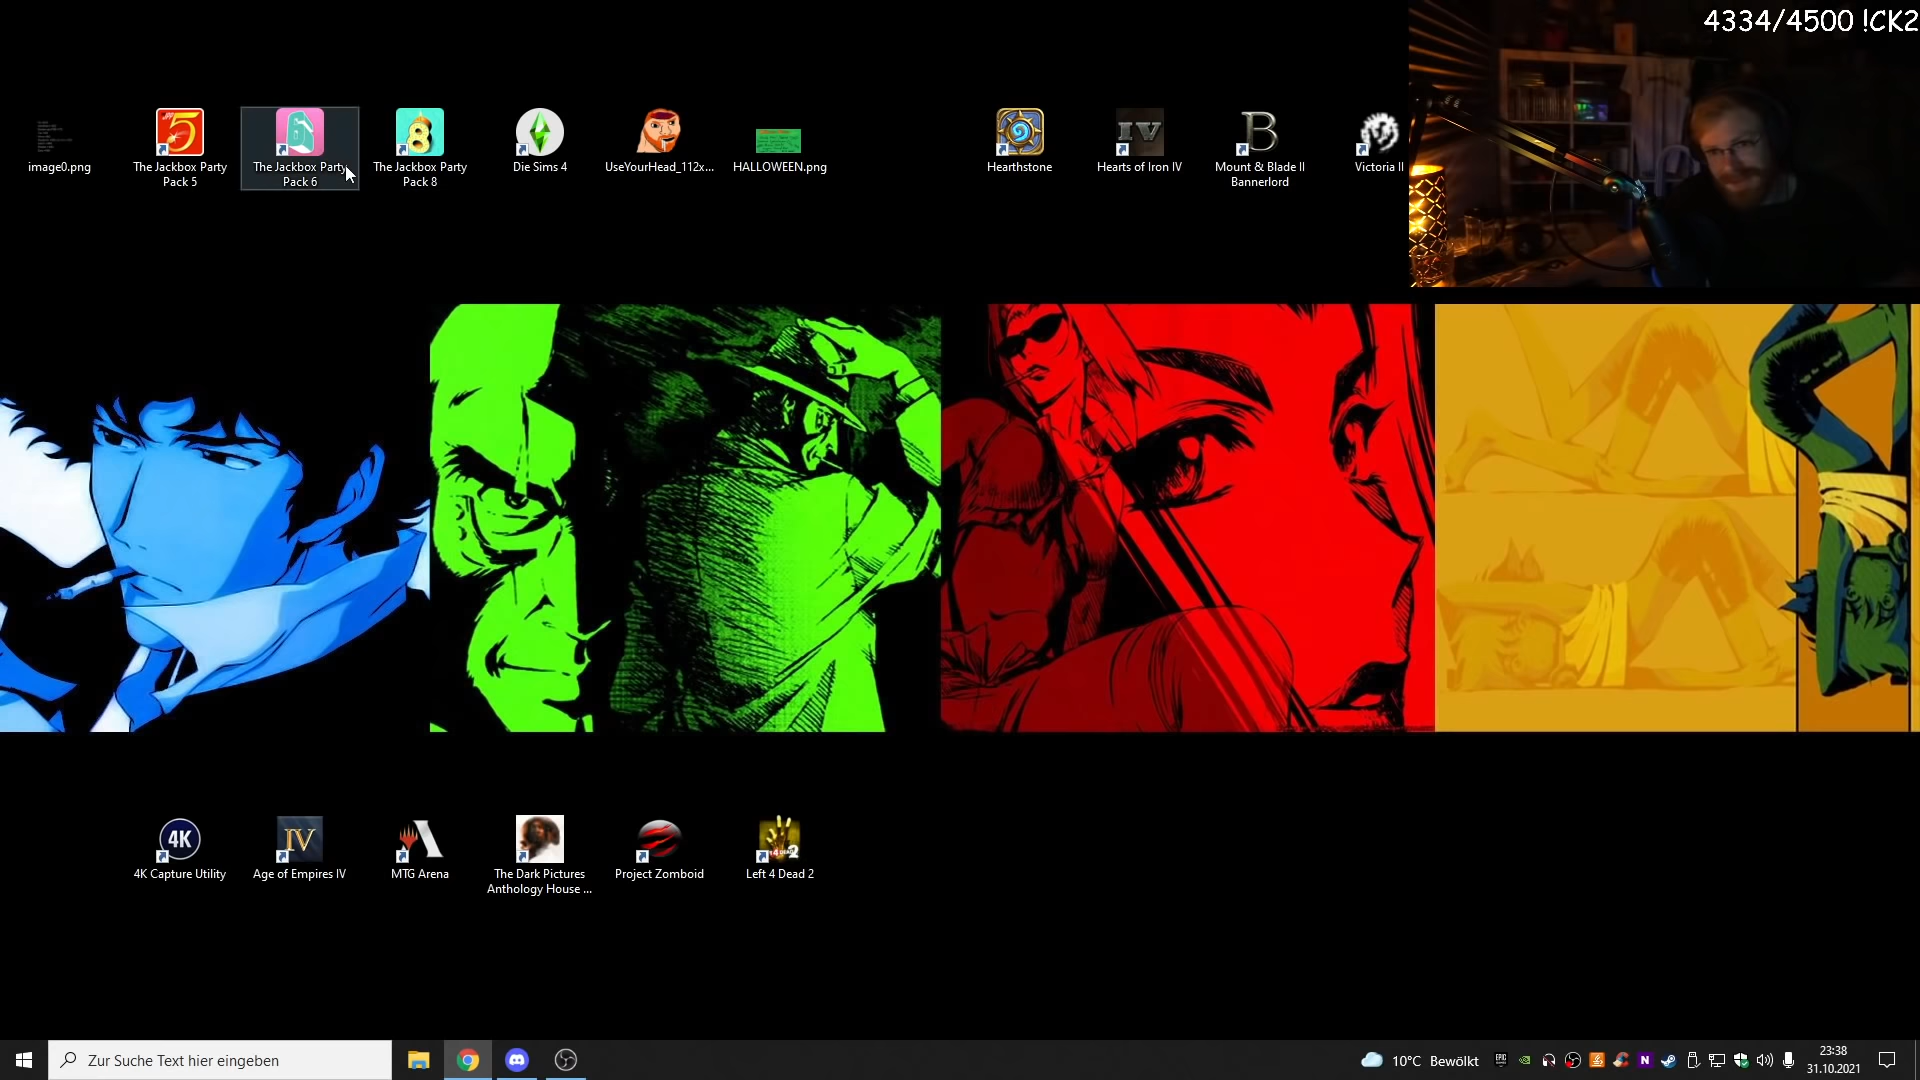 4334/4500 !CK2
image0.png
The Jackbox Party
Pack 5
The Jackbox Party
Pack 6
The Jackbox Party
Pack 8
Die Sims 4
UseYourHead_112x...
HALLOWEEN.png
Hearthstone
Hearts of Iron IV
Mount & Blade II
Bannerlord
Victoria II
4K
4K Capture Utility
Age of Empires IV
MTG Arena
The Dark Pictures
Anthology House ...
Project Zomboid
Left 4 Dead 2
Zur Suche Text hier eingeben
10°C Bewölkt
23:38
31.10.2021